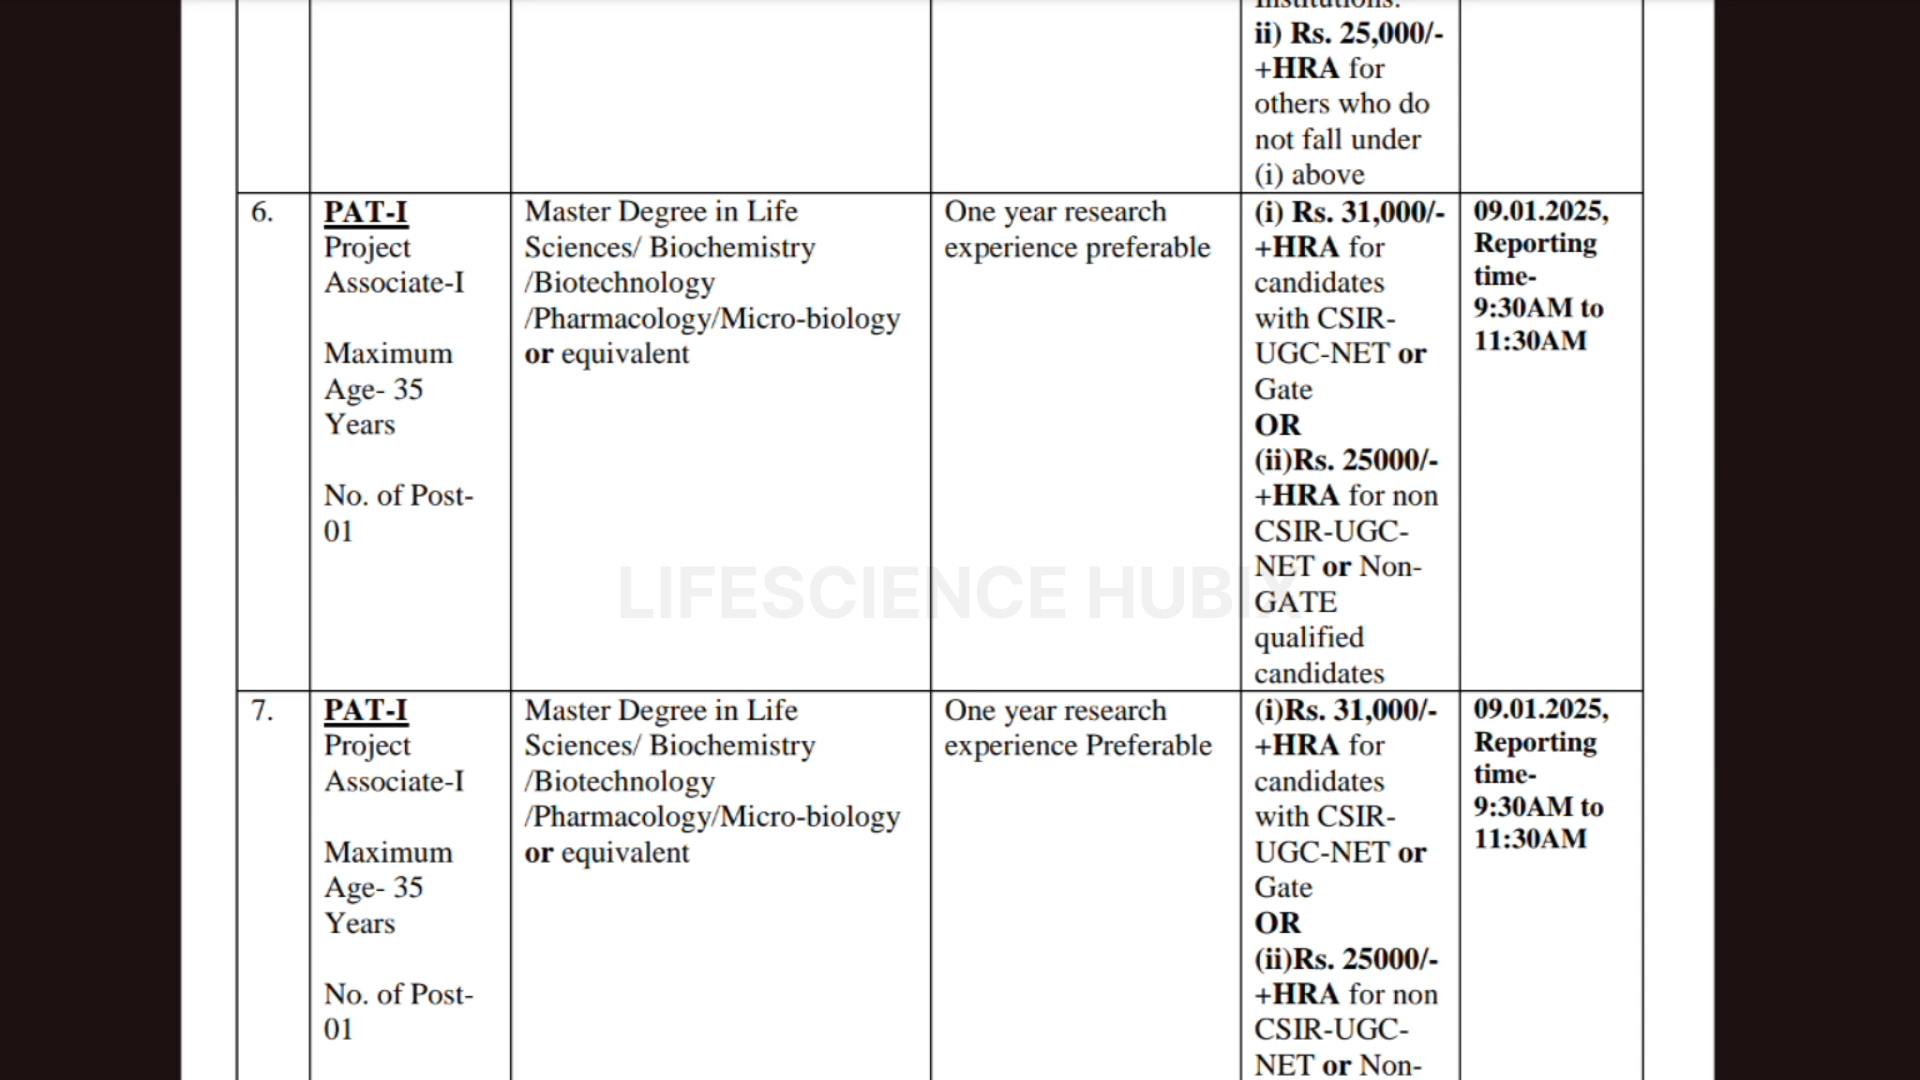 Institutions.
ii) Rs. 25,000/-
+HRA for
others who do
not fall under
(i) above
6.
PAT-I
Project
Associate-I
Maximum
Age- 35
Years
No. of Post-
01
Master Degree in Life
Sciences/ Biochemistry
/Biotechnology
/Pharmacology/Micro-biology
or equivalent
One year research
experience preferable
(i) Rs. 31,000/-
+HRA for
candidates
with CSIR-
UGC-NET or
Gate
OR
(ii)Rs. 25000/-
+HRA for non
CSIR-UGC-
NET or Non-
GATE
qualified
candidates
09.01.2025,
Reporting
time-
9:30AM to
11:30AM
LIFESCIENCE HUBIX
7.
PAT-I
Project
Associate-I
Maximum
Age- 35
Years
No. of Post-
01
Master Degree in Life
Sciences/ Biochemistry
/Biotechnology
/Pharmacology/Micro-biology
or equivalent
One year research
experience Preferable
(i)Rs. 31,000/-
+HRA for
candidates
with CSIR-
UGC-NET or
Gate
OR
(ii)Rs. 25000/-
+HRA for non
CSIR-UGC-
NET or Non-
09.01.2025,
Reporting
time-
9:30AM to
11:30AM